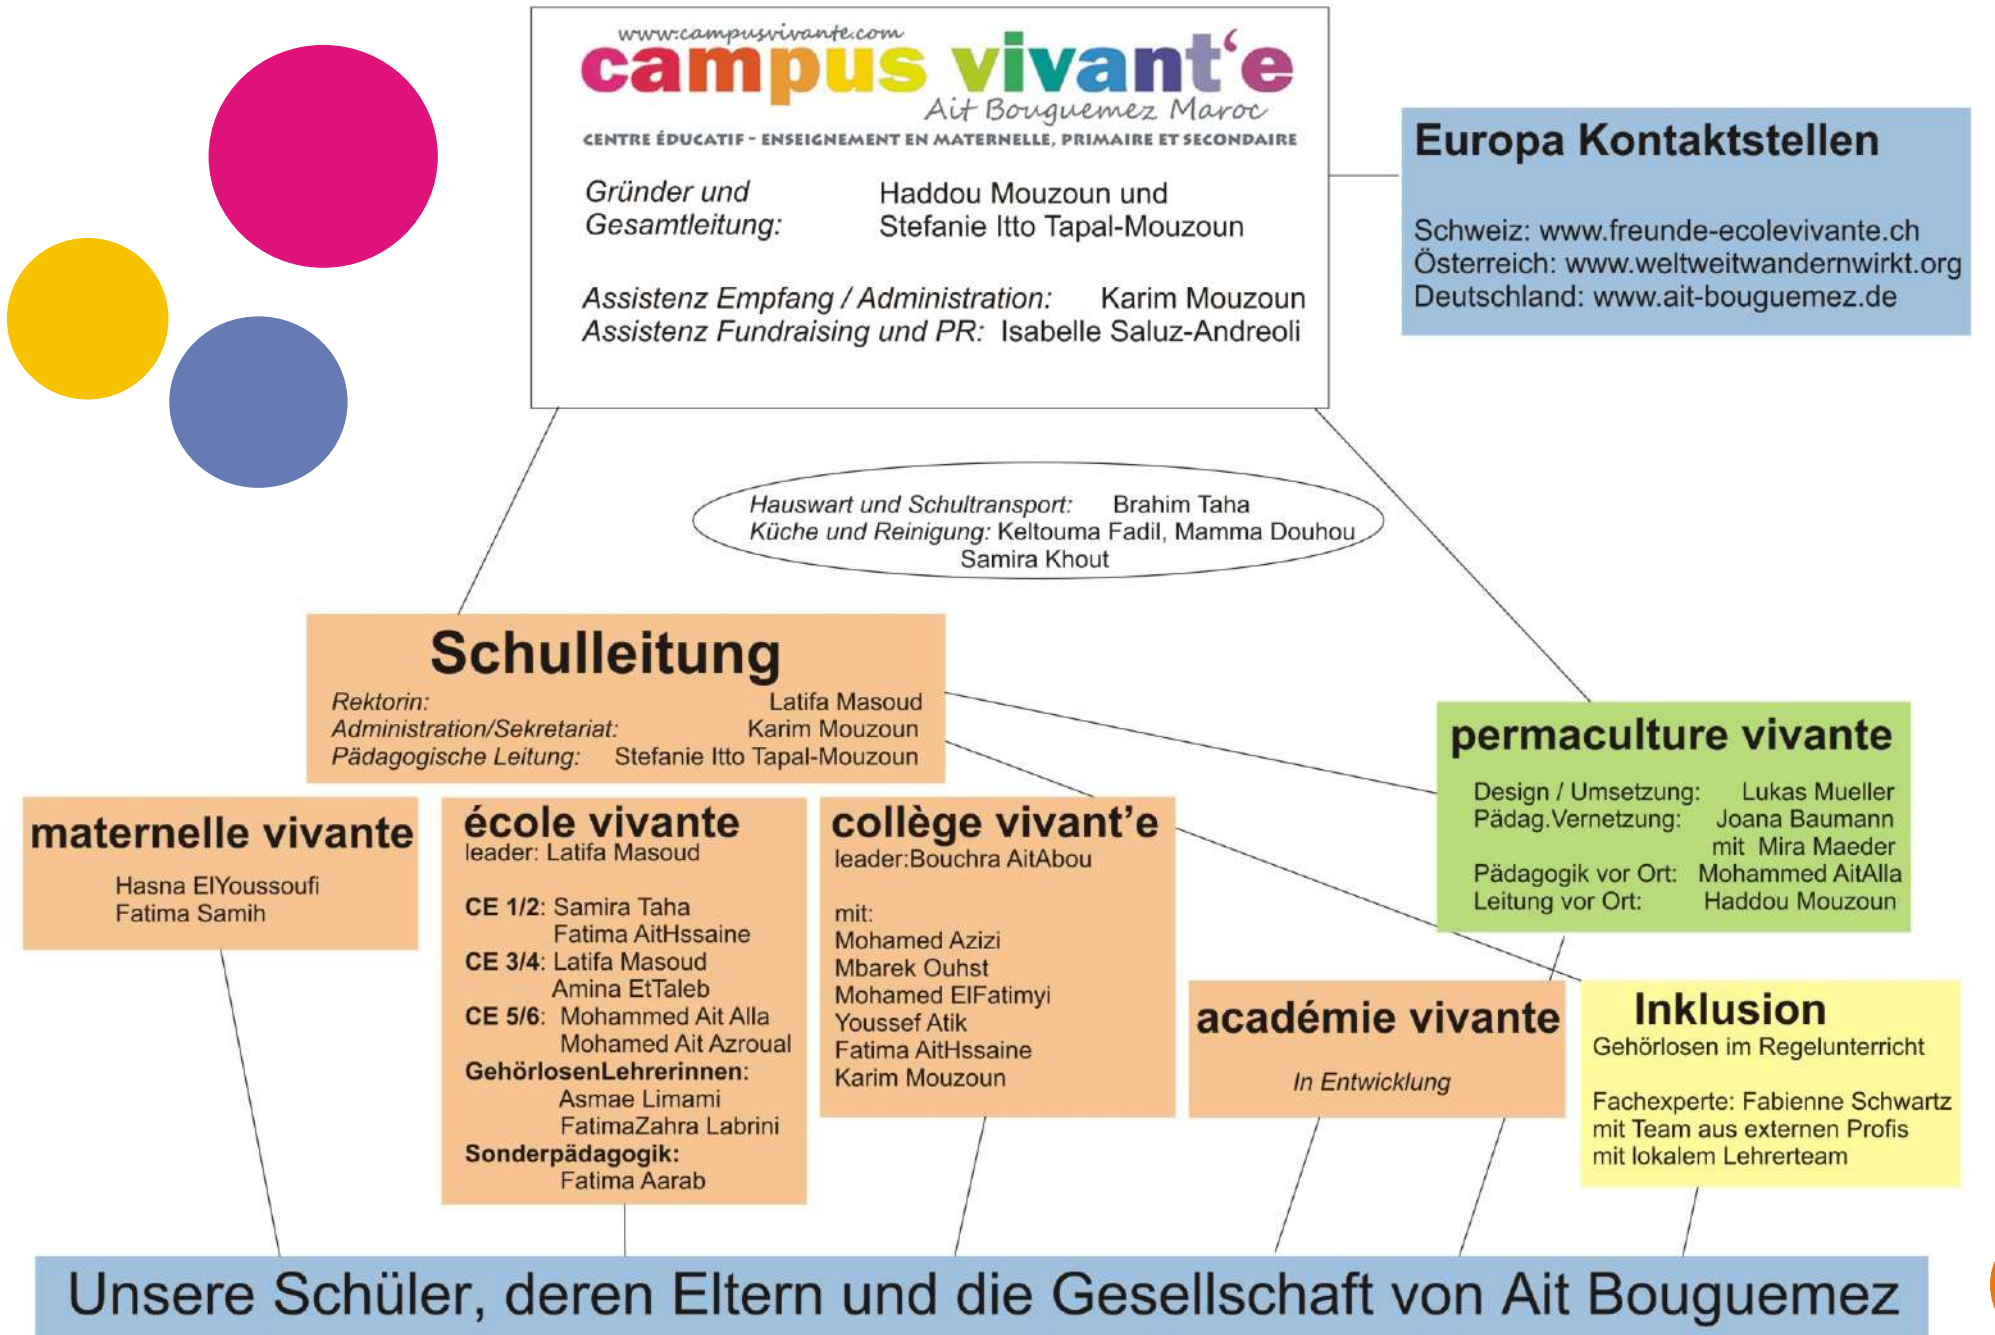 www.campusvivante.com
campus vivant‘e
Ait Bouguemez Maroc
CENTRE ÉDUCATIF - ENSEIGNEMENT EN MATERNELLE, PRIMAIRE ET SECONDAIRE
Gründer und Haddou Mouzoun und
Gesamtleitung: Stefanie Itto Tapal-Mouzoun
Assistenz Empfang / Administration: Karim Mouzoun
Assistenz Fundraising und PR: Isabelle Saluz-Andreoli
Europa Kontaktstellen
Schweiz: www.freunde-ecolevivante.ch
Österreich: www.weltweitwandernwirkt.org
Deutschland: www.ait-bouguemez.de
Hauswart und Schultransport: Brahim Taha
Küche und Reinigung: Keltouma Fadil, Mamma Douhou
Samira Khout
Schulleitung
Rektorin: Latifa Masoud
Administration/Sekretariat: Karim Mouzoun
Pädagogische Leitung: Stefanie Itto Tapal-Mouzoun
permaculture vivante
Design / Umsetzung: Lukas Mueller
Pädag.Vernetzung: Joana Baumann
mit Mira Maeder
Pädagogik vor Ort: Mohammed AitAlla
Leitung vor Ort: Haddou Mouzoun
maternelle vivante
Hasna ElYoussoufi
Fatima Samih
école vivante
leader: Latifa Masoud
CE 1/2: Samira Taha
Fatima AitHssaine
CE 3/4: Latifa Masoud
Amina EtTaleb
CE 5/6: Mohammed Ait Alla
Mohamed Ait Azroual
GehörlosenLehrerinnen:
Asmae Limami
FatimaZahra Labrini
Sonderpädagogik:
Fatima Aarab
collège vivant'e
leader:Bouchra AitAbou
mit:
Mohamed Azizi
Mbarek Ouhst
Mohamed ElFatimyi
Youssef Atik
Fatima AitHssaine
Karim Mouzoun
académie vivante
In Entwicklung
Inklusion
Gehörlosen im Regelunterricht
Fachexperte: Fabienne Schwartz
mit Team aus externen Profis
mit lokalem Lehrerteam
Unsere Schüler, deren Eltern und die Gesellschaft von Ait Bouguemez